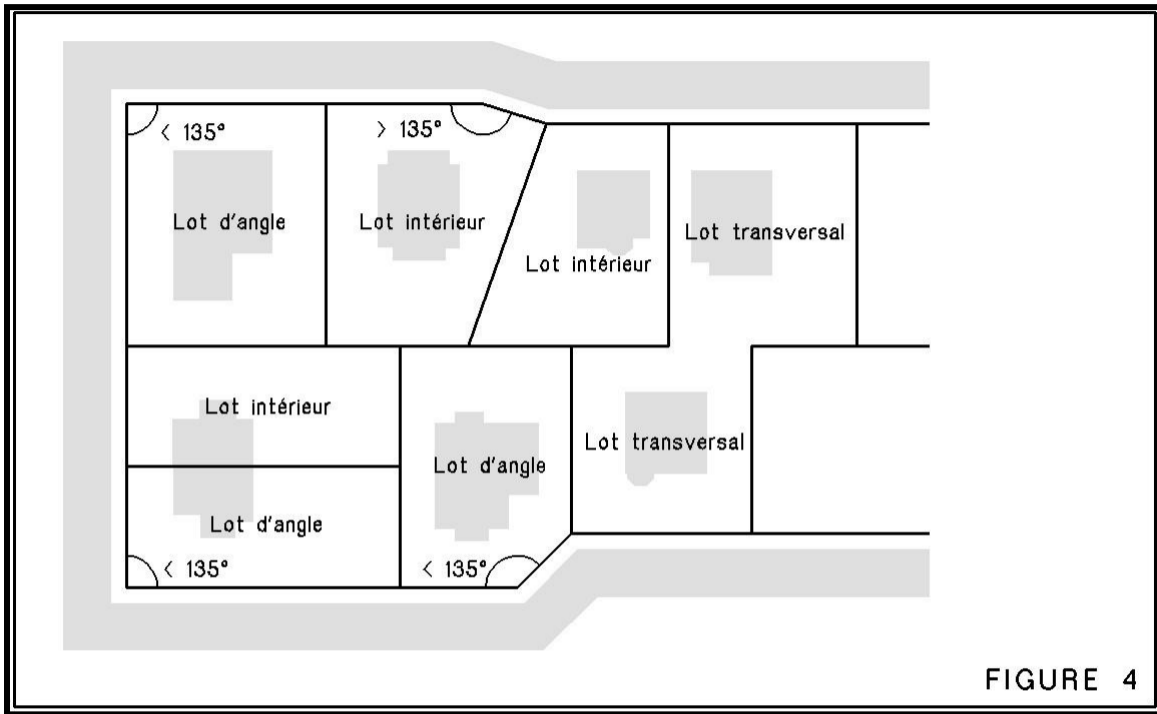 < 135°
> 135°
Lot d'angle
Lot intérieur
Lot intérieur
Lot transversal
Lot intérieur
Lot d'angle
Lot d'angle
Lot transversal
< 135°
< 135°
FIGURE 4